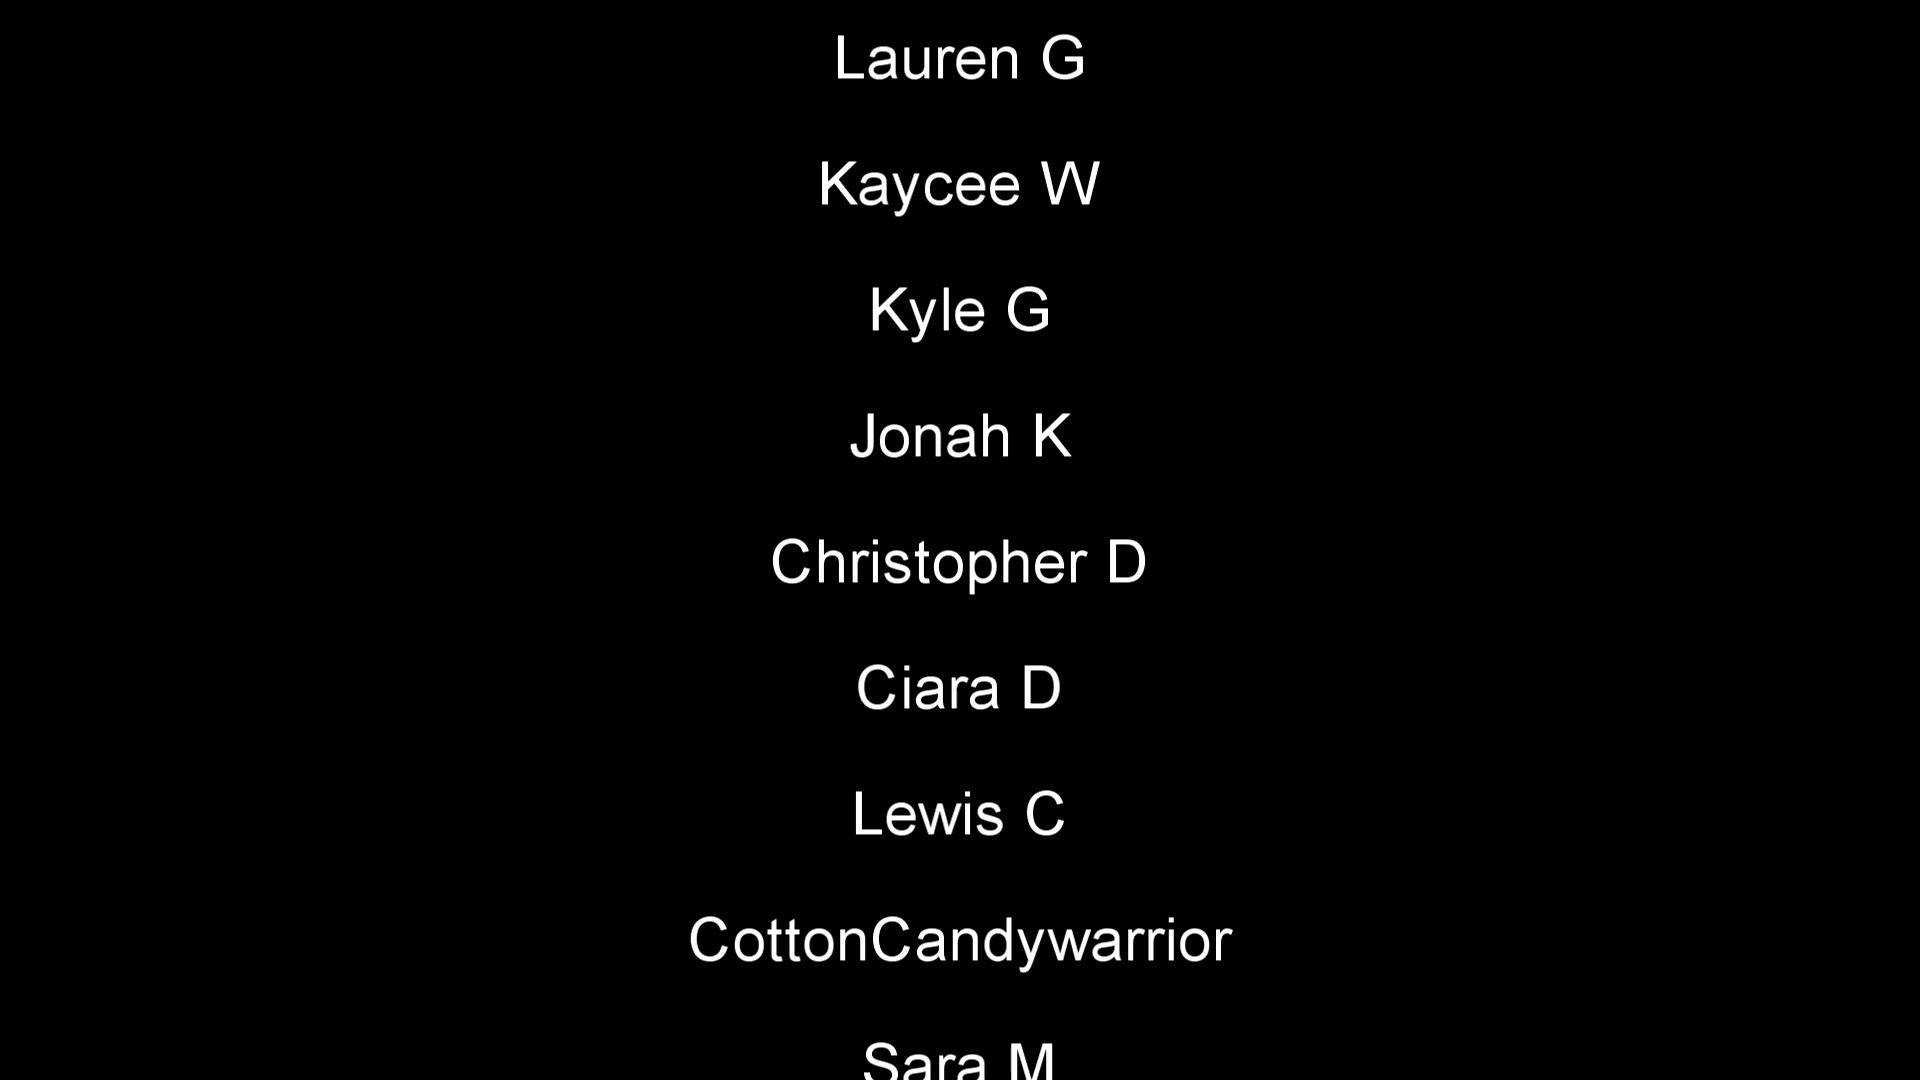 Lauren G
Kaycee W
Kyle G
Jonah K
Christopher D
Ciara D
Lewis C
CottonCandywarrior
Sara M